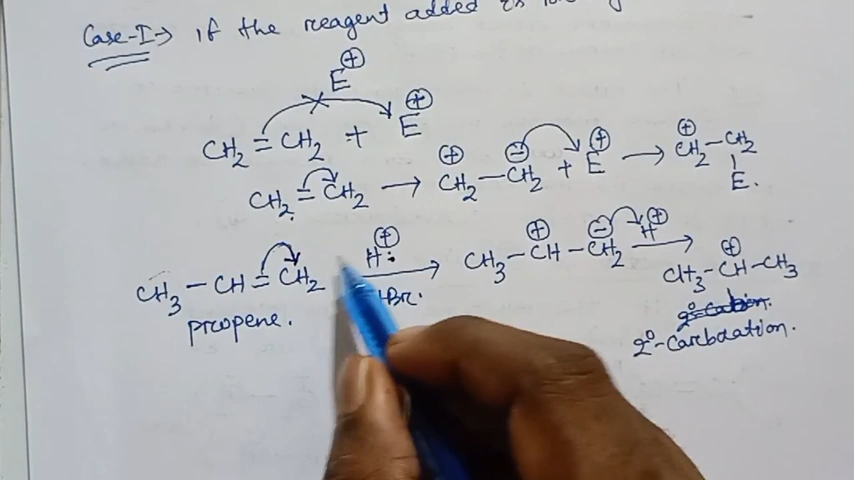 Case-I → if the reagent added
E⊕
CH2 = CH2 + E⊕
CH2 = CH2 → ⊕CH2 — ⊖CH2 + E⊕ → ⊕CH2 — CH2
E.
CH3 — CH = CH2 H⊕: → CH3 — ⊕CH — ⊖CH2 H⊕ → CH3 — ⊕CH — CH3
propene. HBr. 2°-Carbocation.